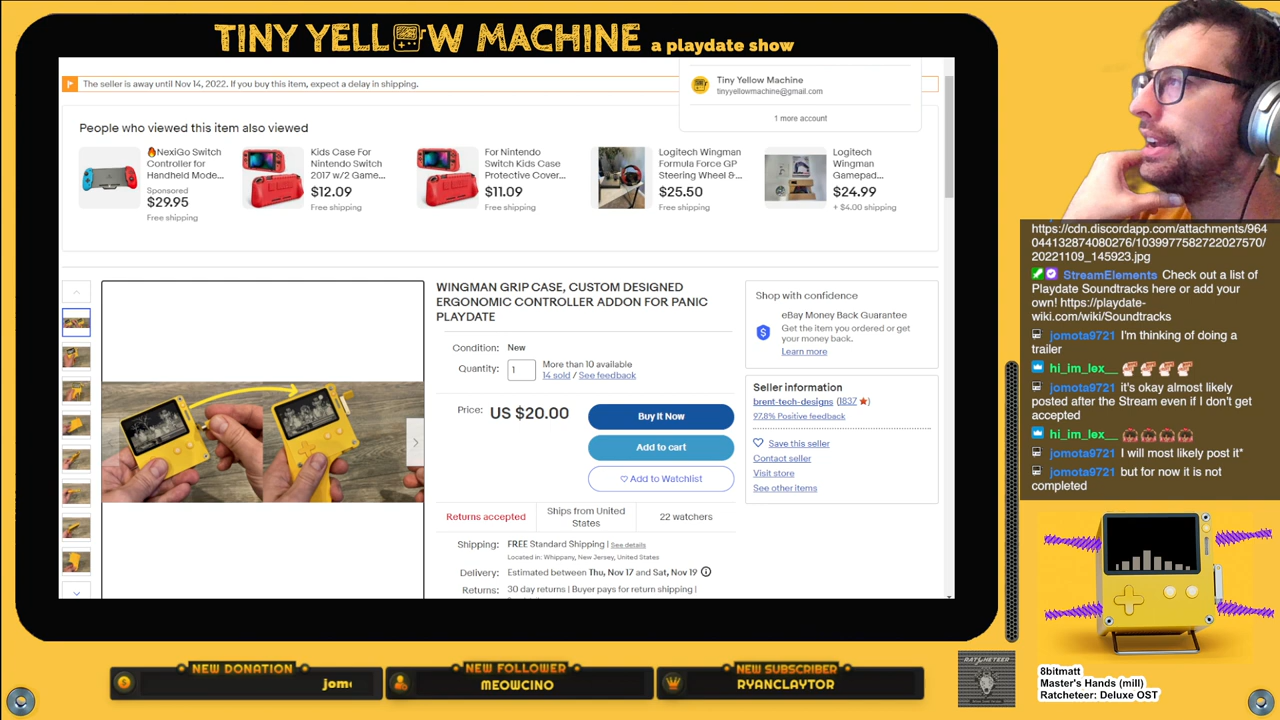 TINY YELLOW MACHINE a playdate show
The seller is away until Nov 14, 2022. If you buy this item, expect a delay in shipping.
Tiny Yellow Machine
tinyyellowmachine@gmail.com
1 more account
People who viewed this item also viewed
🔥NexiGo Switch
Controller for
Handheld Mode...
Sponsored
$29.95
Free shipping
Kids Case For
Nintendo Switch
2017 w/2 Game...
$12.09
Free shipping
For Nintendo
Switch Kids Case
Protective Cover...
$11.09
Free shipping
Logitech Wingman
Formula Force GP
Steering Wheel &...
$25.50
Free shipping
Logitech
Wingman
Gamepad...
$24.99
+ $4.00 shipping
WINGMAN GRIP CASE, CUSTOM DESIGNED
ERGONOMIC CONTROLLER ADDON FOR PANIC
PLAYDATE
Condition: New
Quantity: 1 More than 10 available
14 sold / See feedback
Price: US $20.00
Buy It Now
Add to cart
Add to Watchlist
Returns accepted
Ships from United
States
22 watchers
Shipping: FREE Standard Shipping | See details
Located in: Whippany, New Jersey, United States
Delivery: Estimated between Thu, Nov 17 and Sat, Nov 19
Returns: 30 day returns | Buyer pays for return shipping |
Shop with confidence
eBay Money Back Guarantee
Get the item you ordered or get
your money back.
Learn more
Seller information
brent-tech-designs (1837)
97.8% Positive feedback
Save this seller
Contact seller
Visit store
See other items
https://cdn.discordapp.com/attachments/964
044132874080276/1039977582722027570/
20221109_145923.jpg
StreamElements Check out a list of
Playdate Soundtracks here or add your
own! https://playdate-
wiki.com/wiki/Soundtracks
jomota9721 I'm thinking of doing a
trailer
hi_im_lex__
jomota9721 it's okay almost likely
posted after the Stream even if I don't get
accepted
hi_im_lex__
jomota9721 I will most likely post it*
jomota9721 but for now it is not
completed
NEW DONATION
jom
NEW FOLLOWER
MEOWCINO
NEW SUBSCRIBER
RYANCLAYTOR
RATCHETEER
8bitmatt
Master's Hands (mill)
Ratcheteer: Deluxe OST